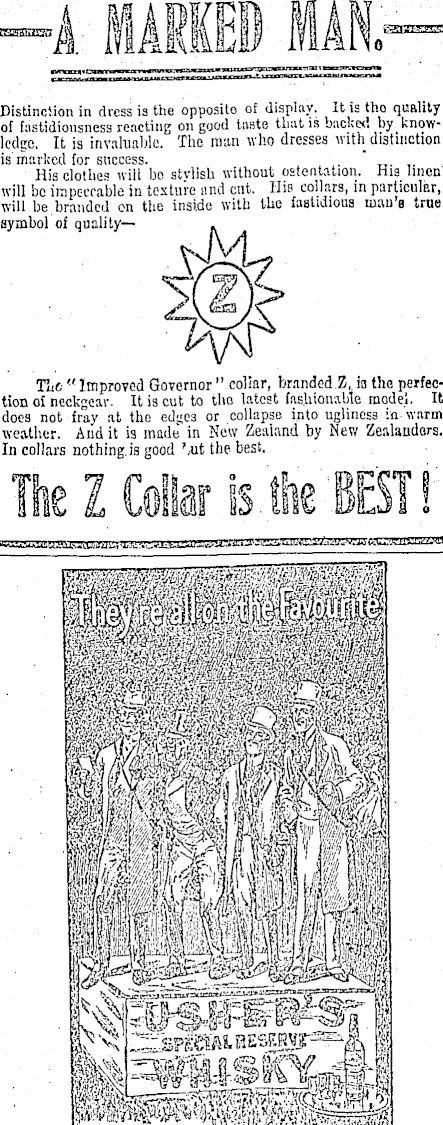 A MARKED MAN.
Distinction in dress is the opposite of display. It is the quality
of fastidiousness reacting on good taste that is backed by know-
ledge. It is invaluable. The man who dresses with distinction
is marked for success.
His clothes will be stylish without ostentation. His linen
will be impeccable in texture and cut. His collars, in particular,
will be branded on the inside with the fastidious man's true
symbol of quality—
Z
The "Improved Governor" collar, branded Z, is the perfec-
tion of neckgear. It is cut to the latest fashionable model. It
does not fray at the edges or collapse into ugliness in warm
weather. And it is made in New Zealand by New Zealanders.
In collars nothing is good but the best.
The Z Collar is the BEST!
They're all on the Favourite
USHER'S
SPECIAL RESERVE
WHISKY